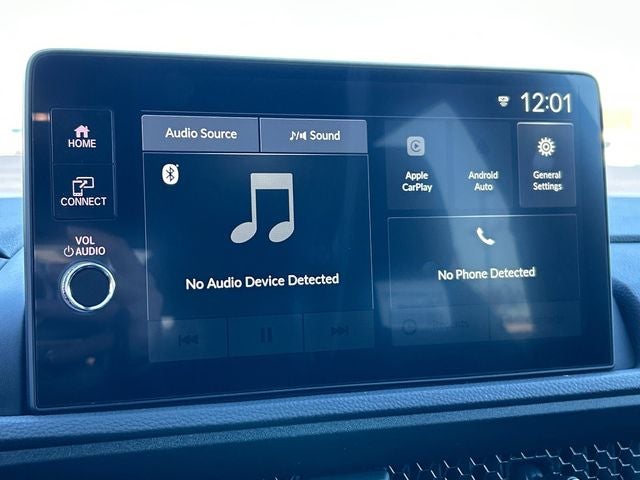 12:01
HOME
CONNECT
VOL
AUDIO
Audio Source
Sound
No Audio Device Detected
Apple
CarPlay
Android
Auto
General
Settings
No Phone Detected